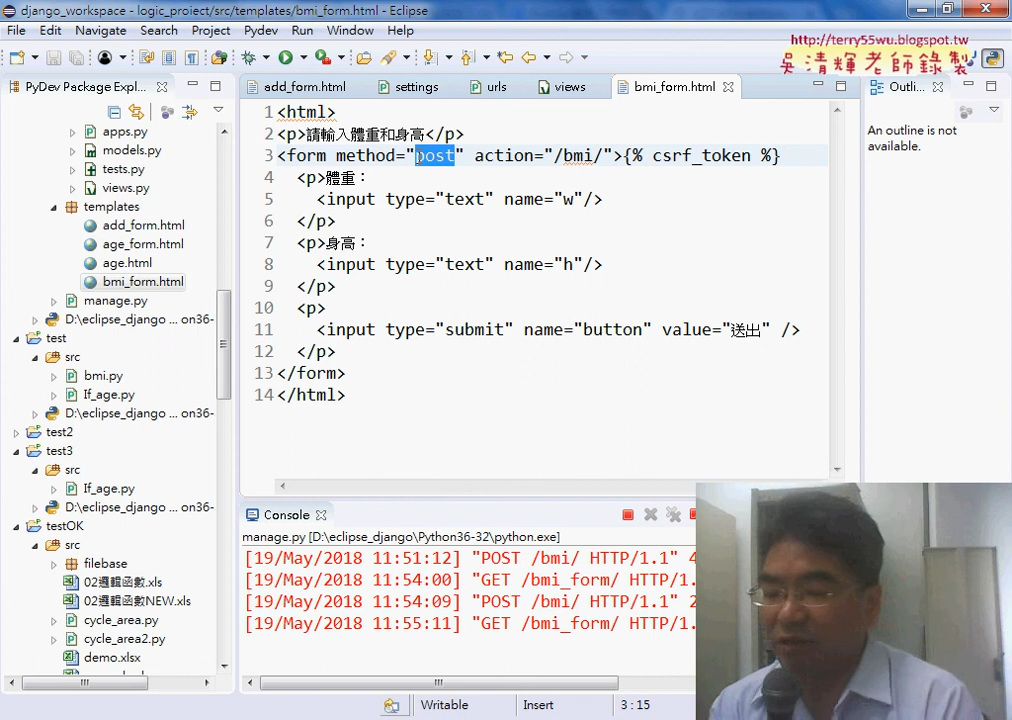 django_workspace - logic_project/src/templates/bmi_form.html - Eclipse
File Edit Navigate Search Project Pydev Run Window Help
http://terry55wu.blogspot.tw
吳清輝老師錄製
PyDev Package Expl...
add_form.html
settings
urls
views
bmi_form.html
Outli...
apps.py
models.py
tests.py
views.py
templates
add_form.html
age_form.html
age.html
bmi_form.html
manage.py
D:\eclipse_django ... on36-
test
src
bmi.py
If_age.py
D:\eclipse_django ... on36-
test2
test3
src
If_age.py
D:\eclipse_django ... on36-
testOK
src
filebase
02邏輯函數.xls
02邏輯函數NEW.xls
cycle_area.py
cycle_area2.py
demo.xlsx
1 <html>
2 <p>請輸入體重和身高</p>
3 <form method="post" action="/bmi/">{% csrf_token %}
4 <p>體重：
5 <input type="text" name="w"/>
6 </p>
7 <p>身高：
8 <input type="text" name="h"/>
9 </p>
10 <p>
11 <input type="submit" name="button" value="送出" />
12 </p>
13 </form>
14 </html>
An outline is not
available.
Console
manage.py [D:\eclipse_django\Python36-32\python.exe]
[19/May/2018 11:51:12] "POST /bmi/ HTTP/1.1" 4
[19/May/2018 11:54:00] "GET /bmi_form/ HTTP/1.
[19/May/2018 11:54:09] "POST /bmi/ HTTP/1.1" 2
[19/May/2018 11:55:11] "GET /bmi_form/ HTTP/1.
Writable
Insert
3 : 15